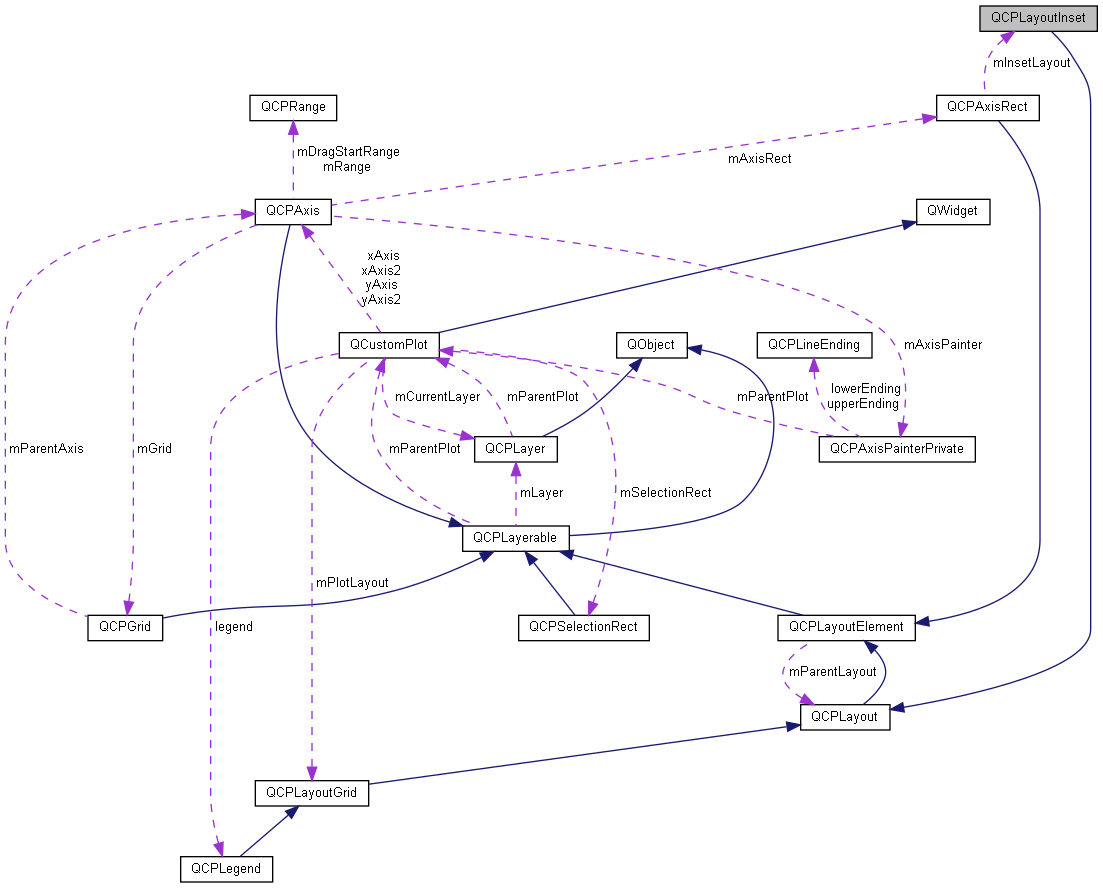 QCPLayoutInset
mInsetLayout
QCPRange
QCPAxisRect
mDragStartRange
mRange
mAxisRect
QCPAxis
QWidget
xAxis
xAxis2
yAxis
yAxis2
QCustomPlot
QObject
QCPLineEnding
mAxisPainter
mCurrentLayer
mParentPlot
mParentPlot
lowerEnding
upperEnding
mParentAxis
mGrid
mParentPlot
QCPLayer
QCPAxisPainterPrivate
mLayer
mSelectionRect
QCPLayerable
mPlotLayout
QCPGrid
legend
QCPSelectionRect
QCPLayoutElement
mParentLayout
QCPLayout
QCPLayoutGrid
QCPLegend